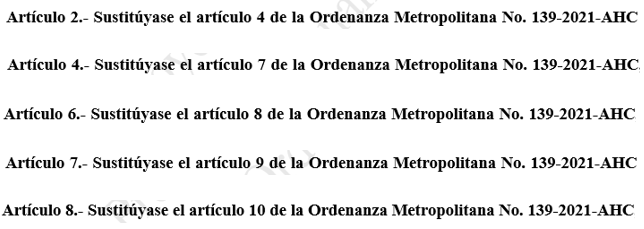 Artículo 2.- Sustitúyase el artículo 4 de la Ordenanza Metropolitana No. 139-2021-AHC
Artículo 4.- Sustitúyase el artículo 7 de la Ordenanza Metropolitana No. 139-2021-AHC,
Artículo 6.- Sustitúyase el artículo 8 de la Ordenanza Metropolitana No. 139-2021-AHC
Artículo 7.- Sustitúyase el artículo 9 de la Ordenanza Metropolitana No. 139-2021-AHC
Artículo 8.- Sustitúyase el artículo 10 de la Ordenanza Metropolitana No. 139-2021-AHC